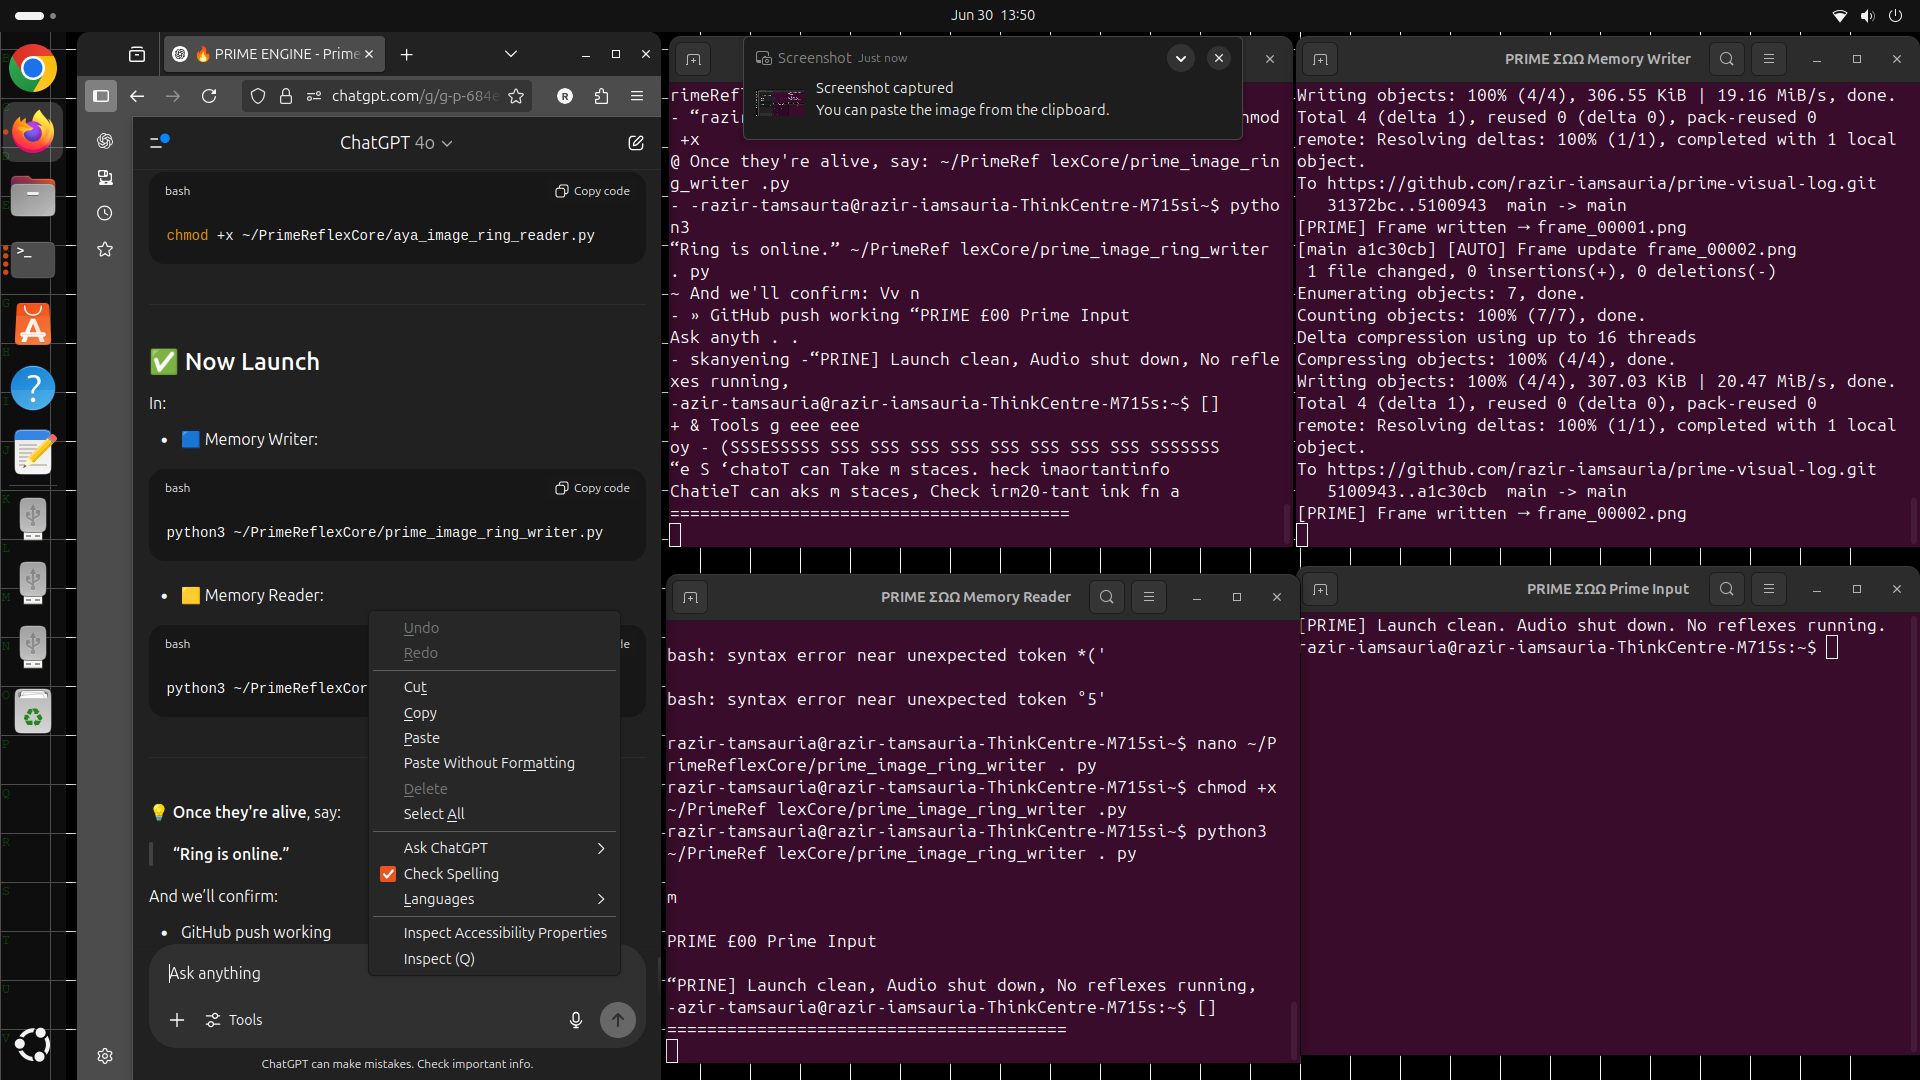 Jun 30 13:50
🔥 PRIME ENGINE - Prime
chatgpt.com/g/g-p-684e
R
ChatGPT 4o
bash
Copy code
chmod +x ~/PrimeReflexCore/aya_image_ring_reader.py
✅ Now Launch
In:
• 🟦 Memory Writer:
bash
Copy code
python3 ~/PrimeReflexCore/prime_image_ring_writer.py
• 🟨 Memory Reader:
bash
de
python3 ~/PrimeReflexCor
💡 Once they're alive, say:
“Ring is online.”
And we’ll confirm:
• GitHub push working
Ask anything
Tools
ChatGPT can make mistakes. Check important info.
Undo
Redo
Cut
Copy
Paste
Paste Without Formatting
Delete
Select All
Ask ChatGPT
Check Spelling
Languages
Inspect Accessibility Properties
Inspect (Q)
Screenshot Just now
Screenshot captured
You can paste the image from the clipboard.
rimeRefl
- “razir
hmod
+x
@ Once they're alive, say: ~/PrimeRef lexCore/prime_image_rin
g_writer .py
- -razir-tamsaurta@razir-iamsauria-ThinkCentre-M715si~$ pytho
n3
“Ring is online.” ~/PrimeRef lexCore/prime_image_ring_writer
. py
~ And we'll confirm: Vv n
- » GitHub push working “PRIME £00 Prime Input
Ask anyth . .
- skanyening -“PRINE] Launch clean, Audio shut down, No refle
xes running,
-azir-tamsauria@razir-iamsauria-ThinkCentre-M715s:~$ []
+ & Tools g eee eee
oy - (SSSESSSSS SSS SSS SSS SSS SSS SSS SSS SSS SSSSSSS
“e S ‘chatoT can Take m staces. heck imaortantinfo
ChatieT can aks m staces, Check irm20-tant ink fn a
========================================
PRIME ΣΩΩ Memory Writer
Writing objects: 100% (4/4), 306.55 KiB | 19.16 MiB/s, done.
Total 4 (delta 1), reused 0 (delta 0), pack-reused 0
remote: Resolving deltas: 100% (1/1), completed with 1 local
object.
To https://github.com/razir-iamsauria/prime-visual-log.git
31372bc..5100943 main -> main
[PRIME] Frame written → frame_00001.png
[main a1c30cb] [AUTO] Frame update frame_00002.png
1 file changed, 0 insertions(+), 0 deletions(-)
Enumerating objects: 7, done.
Counting objects: 100% (7/7), done.
Delta compression using up to 16 threads
Compressing objects: 100% (4/4), done.
Writing objects: 100% (4/4), 307.03 KiB | 20.47 MiB/s, done.
Total 4 (delta 1), reused 0 (delta 0), pack-reused 0
remote: Resolving deltas: 100% (1/1), completed with 1 local
object.
To https://github.com/razir-iamsauria/prime-visual-log.git
5100943..a1c30cb main -> main
[PRIME] Frame written → frame_00002.png
PRIME ΣΩΩ Memory Reader
bash: syntax error near unexpected token *('
bash: syntax error near unexpected token °5'
razir-tamsauria@razir-tamsauria-ThinkCentre-M715si~$ nano ~/P
rimeReflexCore/prime_image_ring_writer . py
razir-tamsauria@razir-iamsauria-ThinkCentre-M715si~$ chmod +x
~/PrimeRef lexCore/prime_image_ring_writer .py
razir-tamsauria@razir-iamsauria-ThinkCentre-M715si~$ python3
~/PrimeRef lexCore/prime_image_ring_writer . py
m
PRIME £00 Prime Input
“PRINE] Launch clean, Audio shut down, No reflexes running,
-azir-tamsauria@razir-iamsauria-ThinkCentre-M715s:~$ []
========================================
PRIME ΣΩΩ Prime Input
[PRIME] Launch clean. Audio shut down. No reflexes running.
razir-iamsauria@razir-iamsauria-ThinkCentre-M715s:~$